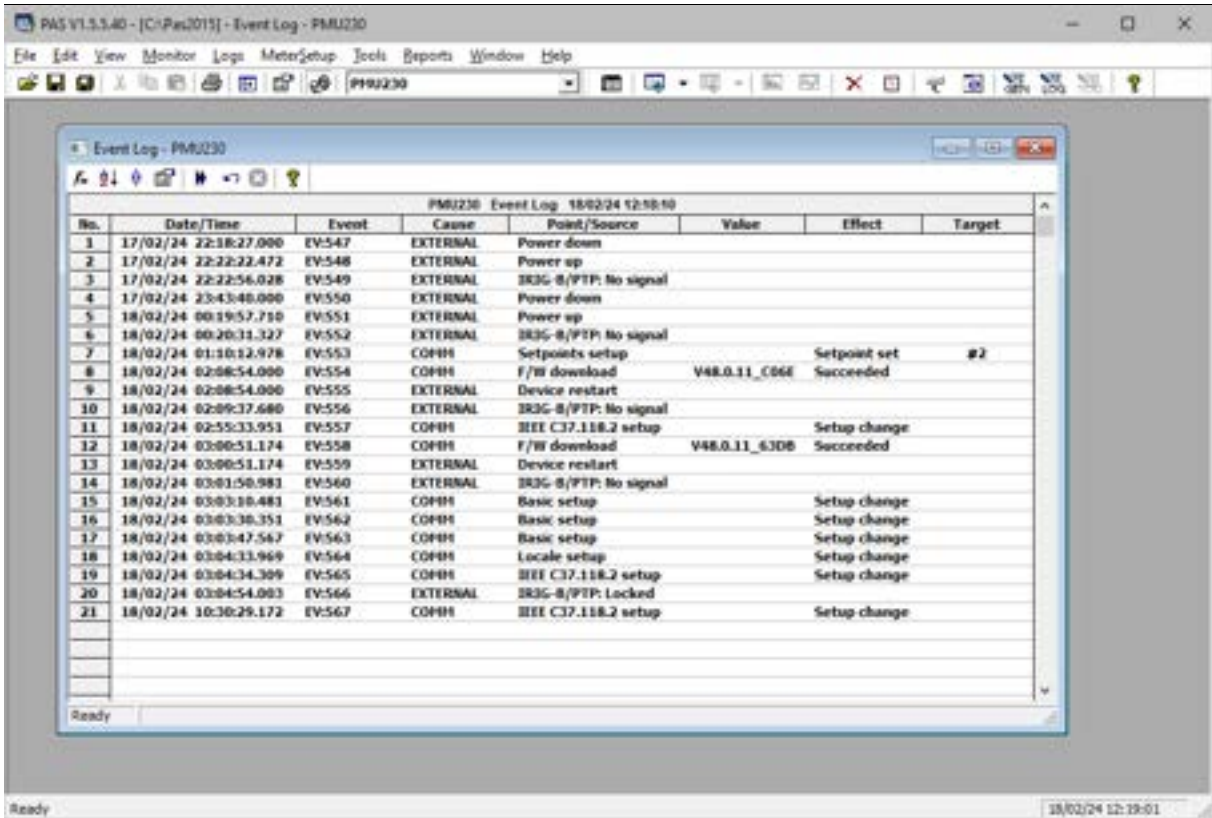 PAS V1.5.5.40 - [C:\Pas2015] - Event Log - PMU230
File Edit View Monitor Logs MeterSetup Tools Reports Window Help
PMU230
Event Log - PMU230
PMU230 Event Log 18/02/24 12:18:10
No. Date/Time Event Cause Point/Source Value Effect Target
1 17/02/24 22:18:27.000 EV:547 EXTERNAL Power down
2 17/02/24 22:22:22.472 EV:548 EXTERNAL Power up
3 17/02/24 22:22:56.028 EV:549 EXTERNAL IRIG-B/PTP: No signal
4 17/02/24 23:43:40.000 EV:550 EXTERNAL Power down
5 18/02/24 00:19:57.710 EV:551 EXTERNAL Power up
6 18/02/24 00:20:31.327 EV:552 EXTERNAL IRIG-B/PTP: No signal
7 18/02/24 01:10:12.978 EV:553 COMM Setpoints setup Setpoint set #2
8 18/02/24 02:08:54.000 EV:554 COMM F/W download V48.0.11_C06E Succeeded
9 18/02/24 02:08:54.000 EV:555 EXTERNAL Device restart
10 18/02/24 02:09:37.680 EV:556 EXTERNAL IRIG-B/PTP: No signal
11 18/02/24 02:55:33.951 EV:557 COMM IEEE C37.118.2 setup Setup change
12 18/02/24 03:00:51.174 EV:558 COMM F/W download V48.0.11_63DB Succeeded
13 18/02/24 03:00:51.174 EV:559 EXTERNAL Device restart
14 18/02/24 03:01:50.981 EV:560 EXTERNAL IRIG-B/PTP: No signal
15 18/02/24 03:03:10.481 EV:561 COMM Basic setup Setup change
16 18/02/24 03:03:30.351 EV:562 COMM Basic setup Setup change
17 18/02/24 03:03:47.567 EV:563 COMM Basic setup Setup change
18 18/02/24 03:04:33.969 EV:564 COMM Locale setup Setup change
19 18/02/24 03:04:34.309 EV:565 COMM IEEE C37.118.2 setup Setup change
20 18/02/24 03:04:54.003 EV:566 EXTERNAL IRIG-B/PTP: Locked
21 18/02/24 10:30:29.172 EV:567 COMM IEEE C37.118.2 setup Setup change
Ready
Ready 18/02/24 12:19:01